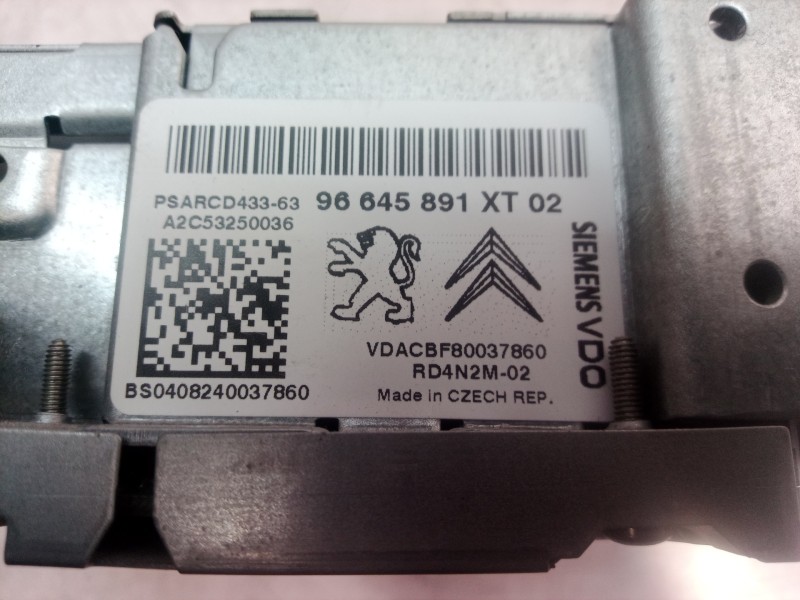 PSARCD433-63 96 645 891 XT 02
A2C53250036
SIEMENS VDO
VDACBF80037860
RD4N2M-02
BS0408240037860
Made in CZECH REP.